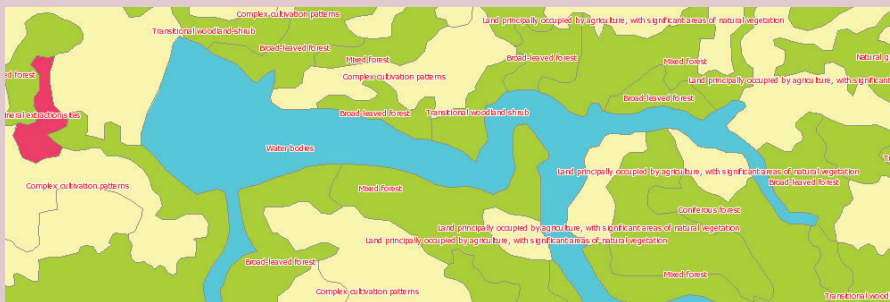 Complex cultivation patterns
Land principally occupied by agriculture, with significant areas of natural vegetation
Transitional woodland-shrub
Broad-leaved forest
Mixed forest
Broad-leaved forest
Natural g
Mixed forest
ed forest
Complex cultivation patterns
Land principally occupied by agriculture, with significant
Broad-leaved forest
ineral extraction sites
Broad-leaved forest
Transitional woodland-shrub
Water bodies
Land principally occupied by agriculture, with significant areas of natural vegetation
Complex cultivation patterns
Mixed forest
Broad-leaved forest
Coniferous forest
Land principally occupied by agriculture, with significant areas of natural vegetation
Land principally occupied by agriculture, with significant areas of natural vegetation
Broad-leaved forest
Mixed forest
Complex cultivation patterns
Transitional wood